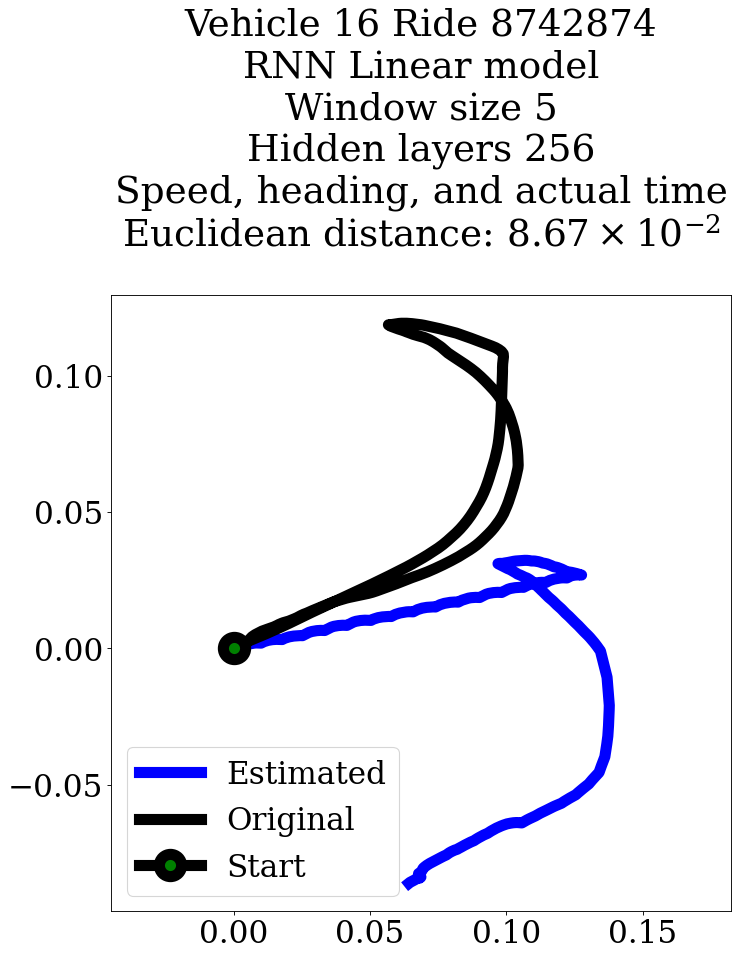 Vehicle 16 Ride 8742874
RNN Linear model
Window size 5
Hidden layers 256
Speed, heading, and actual time
Euclidean distance: 8.67 × 10⁻²
0.10
0.05
0.00
−0.05
Estimated
Original
Start
0.00 0.05 0.10 0.15